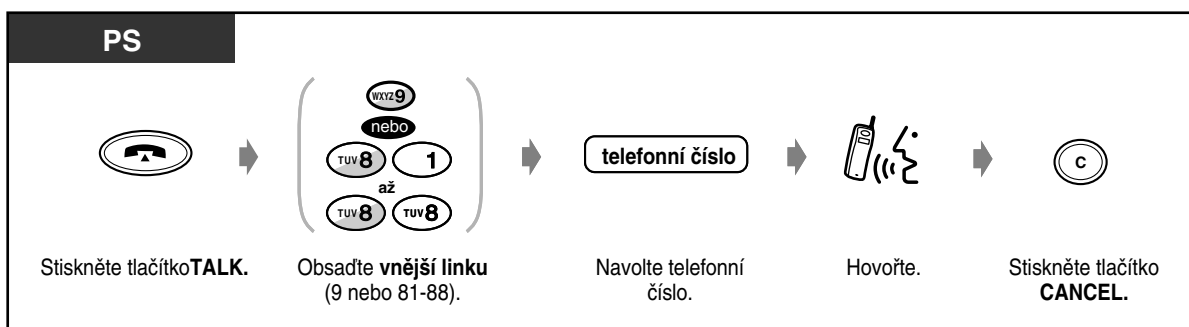 PS
WXYZ9
nebo
TUV8 1
až
TUV8 TUV8
telefonní číslo
C
Stiskněte tlačítkoTALK.
Obsaďte vnější linku
(9 nebo 81-88).
Navolte telefonní
číslo.
Hovořte.
Stiskněte tlačítko
CANCEL.